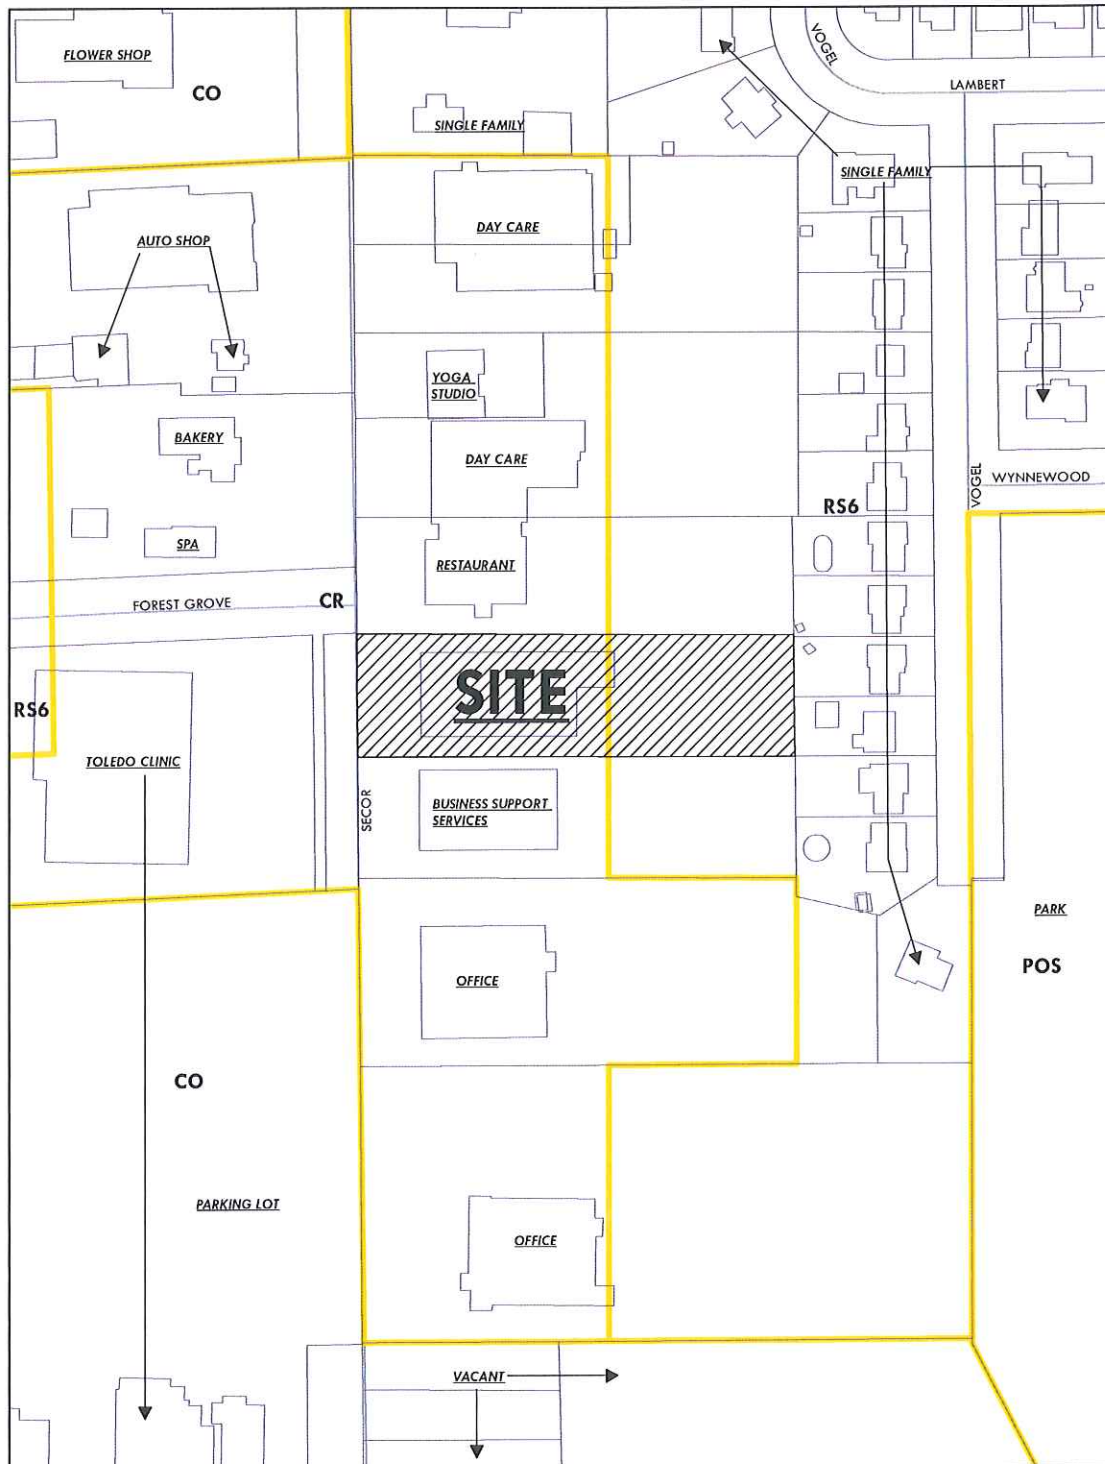 FLOWER SHOP
CO
SINGLE FAMILY
VOGEL
LAMBERT
SINGLE FAMILY
AUTO SHOP
DAY CARE
YOGA
STUDIO
BAKERY
DAY CARE
SPA
RESTAURANT
RS6
VOGEL
WYNNEWOOD
FOREST GROVE
CR
SITE
RS6
TOLEDO CLINIC
SECOR
BUSINESS SUPPORT
SERVICES
PARK
POS
OFFICE
CO
PARKING LOT
OFFICE
VACANT